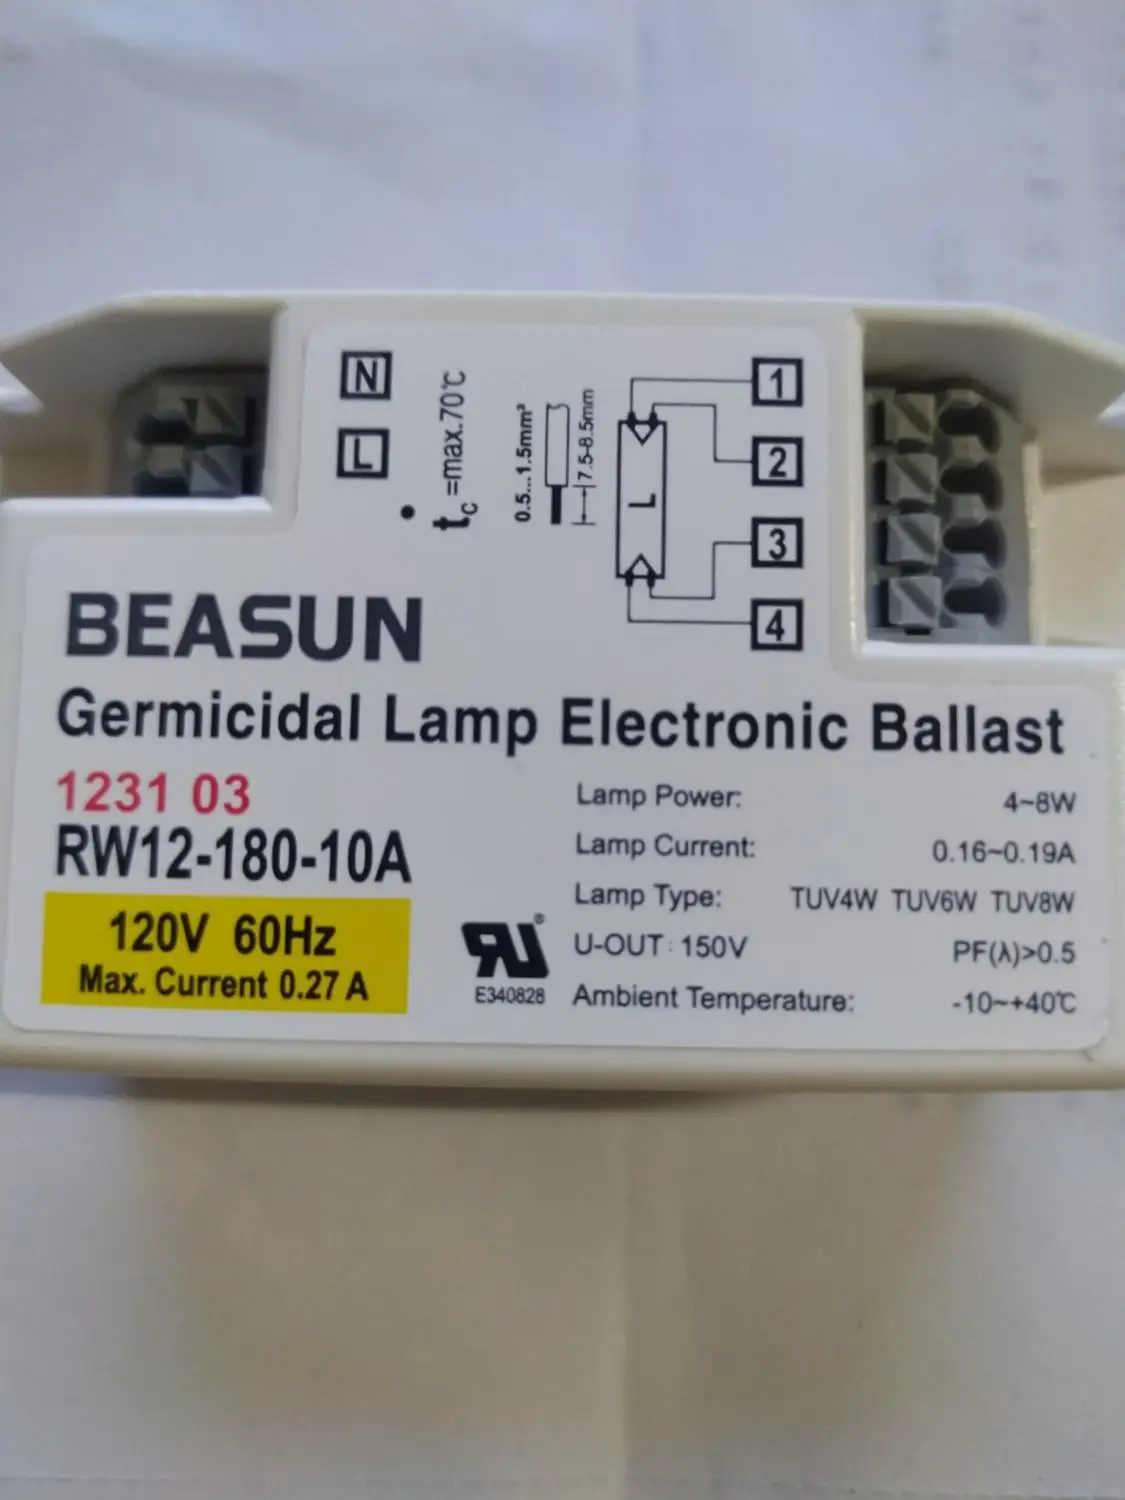 N
L
tc =max.70℃
0.5...1.5mm²
7.5-8.5mm
L
1
2
3
4
BEASUN
Germicidal Lamp Electronic Ballast
1231 03
RW12-180-10A
120V 60Hz
Max. Current 0.27 A
RU®
E340828
Lamp Power: 4~8W
Lamp Current: 0.16~0.19A
Lamp Type: TUV4W TUV6W TUV8W
U-OUT: 150V PF(λ)>0.5
Ambient Temperature: -10~+40℃